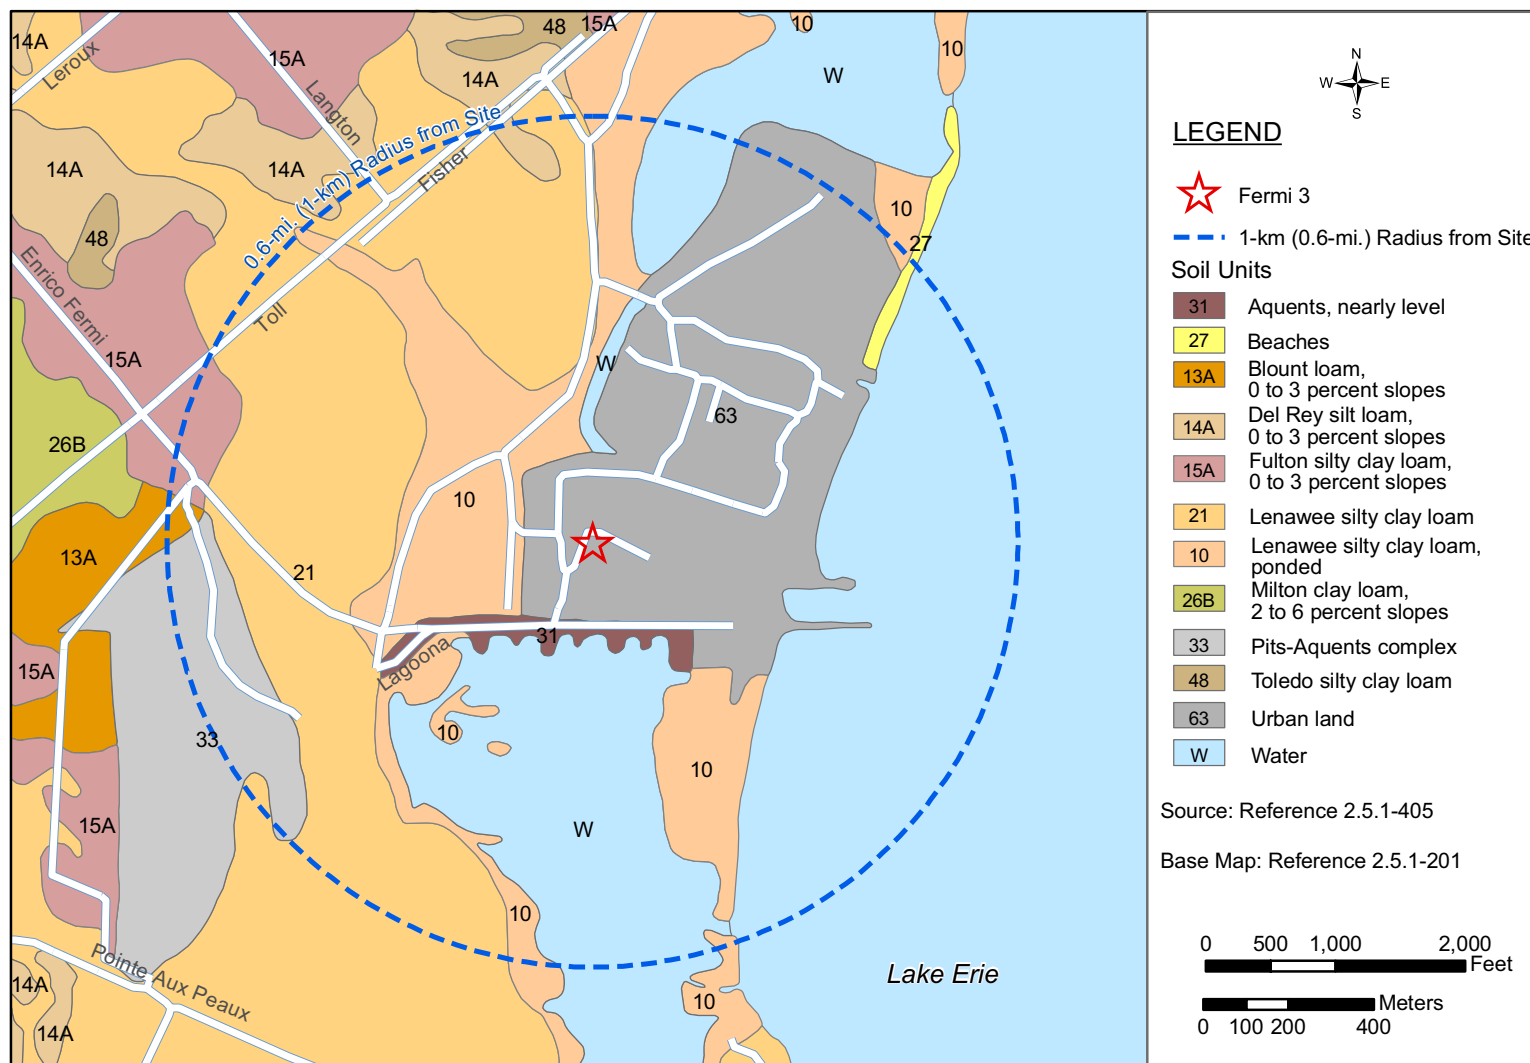 14A
Leroux
15A
Langton
48
15A
14A
10
W
10
14A
14A
48
0.6-mi. (1-km) Radius from Site
Fisher
Toll
Enrico Fermi
15A
26B
10
27
W
63
10
13A
21
31
Lagoona
15A
33
10
10
W
15A
10
Pointe Aux Peaux
14A
14A
10
Lake Erie
N
W E
S
LEGEND
Fermi 3
1-km (0.6-mi.) Radius from Site
Soil Units
31 Aquents, nearly level
27 Beaches
13A Blount loam,
0 to 3 percent slopes
14A Del Rey silt loam,
0 to 3 percent slopes
15A Fulton silty clay loam,
0 to 3 percent slopes
21 Lenawee silty clay loam
10 Lenawee silty clay loam,
ponded
26B Milton clay loam,
2 to 6 percent slopes
33 Pits-Aquents complex
48 Toledo silty clay loam
63 Urban land
W Water
Source: Reference 2.5.1-405
Base Map: Reference 2.5.1-201
0 500 1,000 2,000
Feet
Meters
0 100 200 400